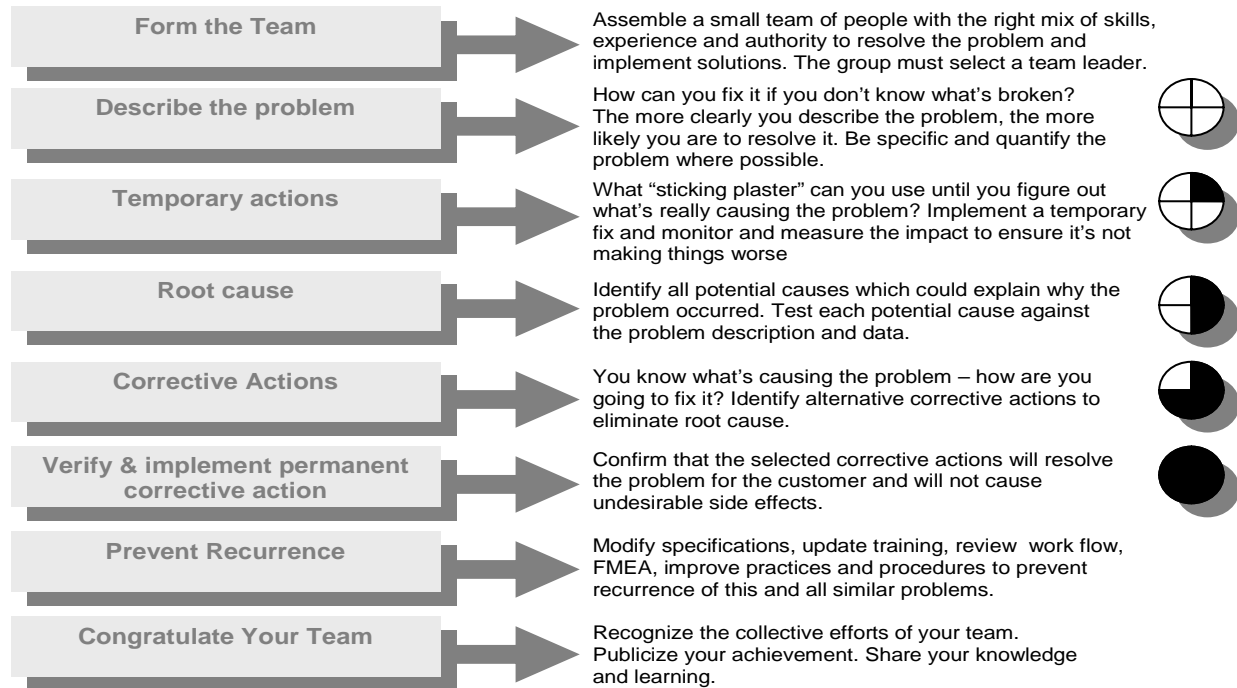 Form the Team
Assemble a small team of people with the right mix of skills,
experience and authority to resolve the problem and
implement solutions. The group must select a team leader.
Describe the problem
How can you fix it if you don’t know what’s broken?
The more clearly you describe the problem, the more
likely you are to resolve it. Be specific and quantify the
problem where possible.
Temporary actions
What “sticking plaster” can you use until you figure out
what’s really causing the problem? Implement a temporary
fix and monitor and measure the impact to ensure it’s not
making things worse
Root cause
Identify all potential causes which could explain why the
problem occurred. Test each potential cause against
the problem description and data.
Corrective Actions
You know what’s causing the problem – how are you
going to fix it? Identify alternative corrective actions to
eliminate root cause.
Verify & implement permanent
corrective action
Confirm that the selected corrective actions will resolve
the problem for the customer and will not cause
undesirable side effects.
Prevent Recurrence
Modify specifications, update training, review work flow,
FMEA, improve practices and procedures to prevent
recurrence of this and all similar problems.
Congratulate Your Team
Recognize the collective efforts of your team.
Publicize your achievement. Share your knowledge
and learning.